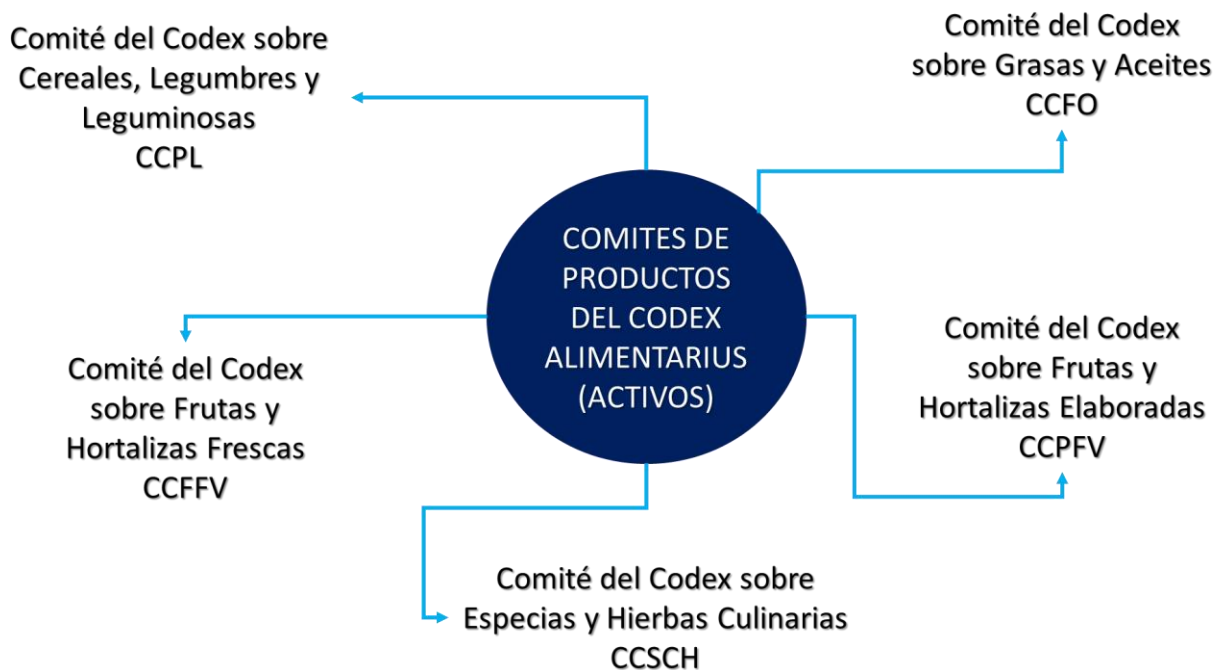 Comité del Codex sobre
Cereales, Legumbres y
Leguminosas
CCPL
Comité del Codex
sobre Grasas y Aceites
CCFO
COMITES DE
PRODUCTOS
DEL CODEX
ALIMENTARIUS
(ACTIVOS)
Comité del Codex
sobre Frutas y
Hortalizas Frescas
CCFFV
Comité del Codex
sobre Frutas y
Hortalizas Elaboradas
CCPFV
Comité del Codex sobre
Especias y Hierbas Culinarias
CCSCH